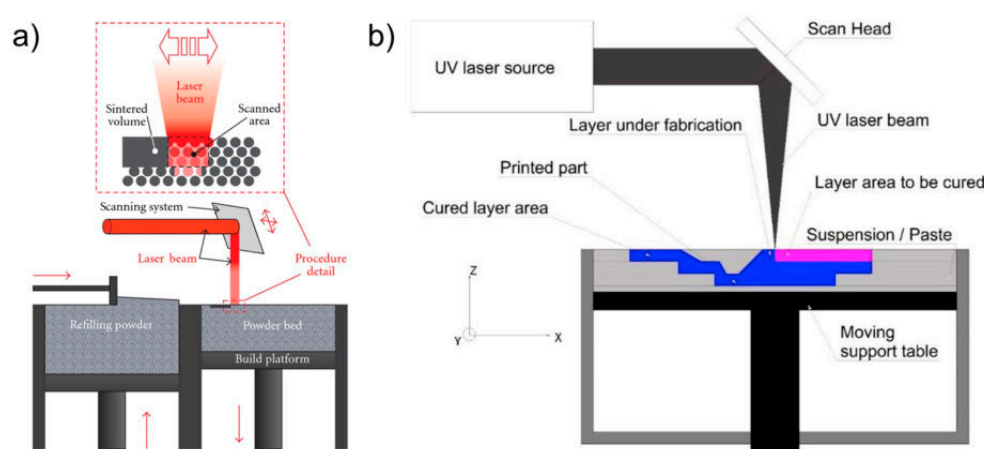 a)
Laser
beam
Sintered
volume
Scanned
area
Scanning system
Laser beam
Procedure
detail
Refilling powder
Powder bed
Build platform
b)
Scan Head
UV laser source
Layer under fabrication
UV laser beam
Printed part
Layer area to be cured
Cured layer area
Suspension / Paste
Z
Y
X
Moving
support table